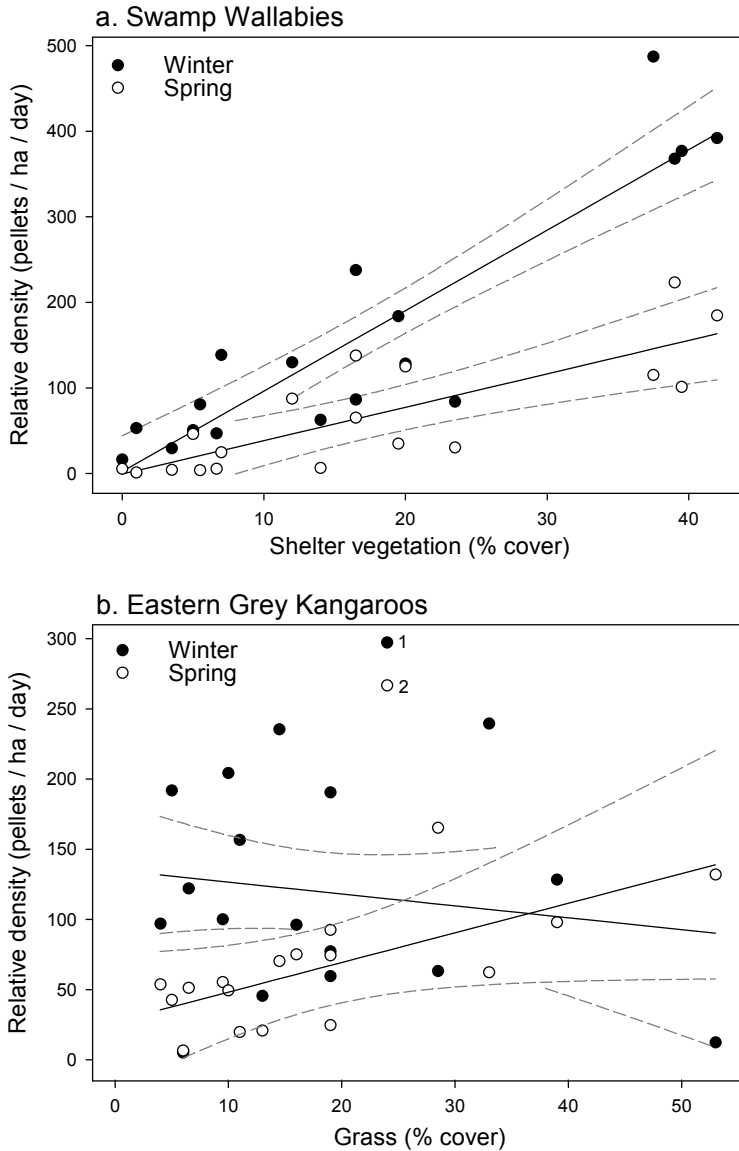 a. Swamp Wallabies
Relative density (pellets / ha / day)
500
400
300
200
100
0
Winter
Spring
0 10 20 30 40
Shelter vegetation (% cover)
b. Eastern Grey Kangaroos
Relative density (pellets / ha / day)
300
250
200
150
100
50
0
Winter
Spring
1
2
0 10 20 30 40 50
Grass (% cover)